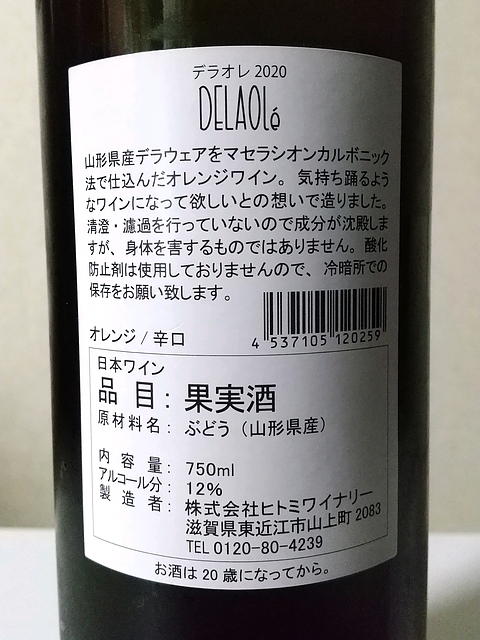 デラオレ 2020
DELAOLé
山形県産デラウェアをマセラシオンカルボニック
法で仕込んだオレンジワイン。気持ち踊るよう
なワインになって欲しいとの想いで造りました。
清澄・濾過を行っていないので成分が沈殿しま
すが、身体を害するものではありません。酸化
防止剤は使用しておりませんので、冷暗所での
保存をお願い致します。
オレンジ / 辛口
4 537105 120259
日本ワイン
品目: 果実酒
原材料名: ぶどう（山形県産）
内容量: 750ml
アルコール分: 12%
製造者: 株式会社ヒトミワイナリー
滋賀県東近江市山上町 2083
TEL 0120-80-4239
お酒は 20 歳になってから。